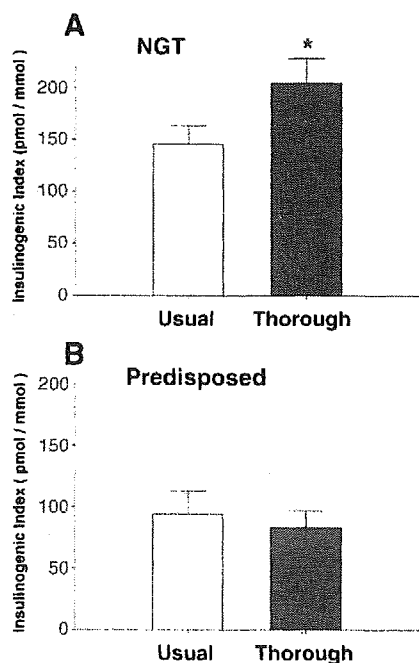 A
NGT
*
Insulinogenic Index (pmol / mmol)
200
150
100
50
0
Usual Thorough
B
Predisposed
Insulinogenic Index ( pmol / mmol )
200
150
100
50
0
Usual Thorough